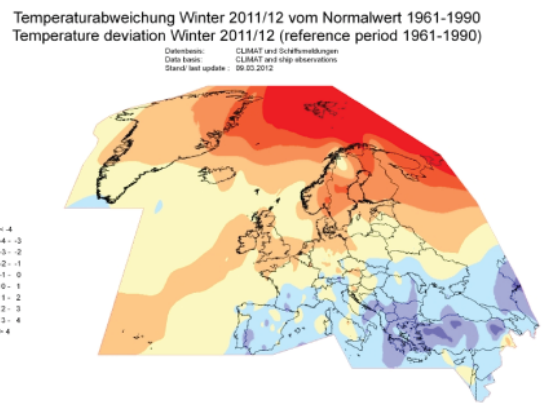 Temperaturabweichung Winter 2011/12 vom Normalwert 1961-1990
Temperature deviation Winter 2011/12 (reference period 1961-1990)
Datenbasis: CLIMAT und Schiffsmeldungen
Data basis: CLIMAT and ship observations
Stand/ last update : 09.03.2012
< -4
-4 - -3
-3 - -2
-2 - -1
-1 - 0
0 - 1
1 - 2
2 - 3
3 - 4
> 4